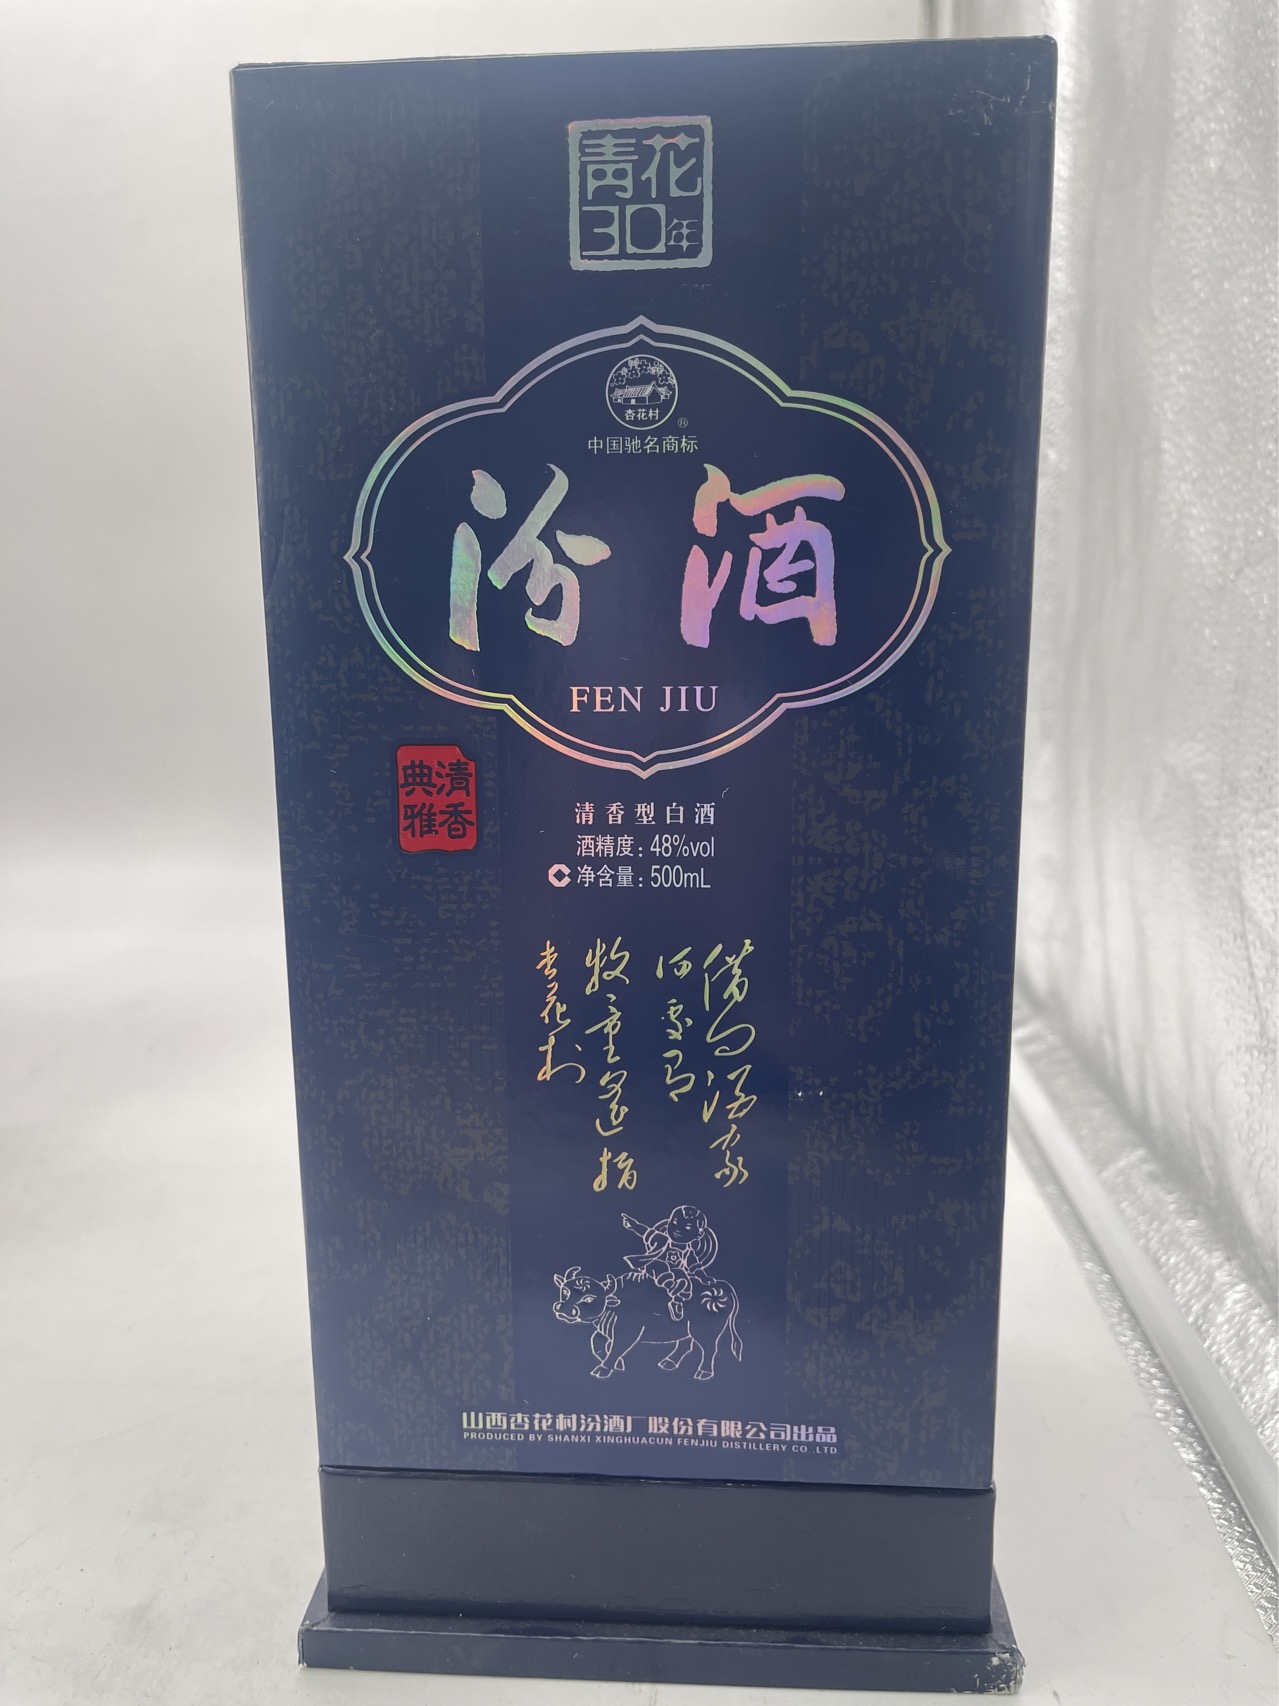 青花
30年
杏花村
®
中国驰名商标
汾酒
FEN JIU
清香
典雅
清香型白酒
酒精度：48%vol
净含量：500mL
借问酒家
何处有
牧童遥指
杏花村
山西杏花村汾酒厂股份有限公司出品
PRODUCED BY SHANXI XINGHUACUN FENJIU DISTILLERY CO.,LTD